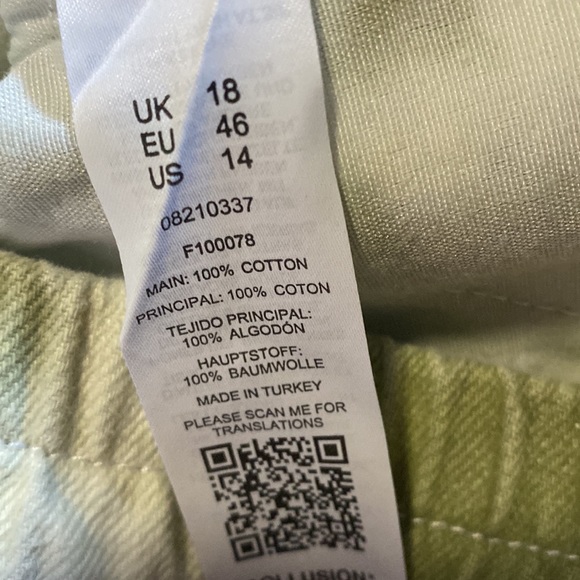 UK 18
EU 46
US 14
08210337
F100078
MAIN: 100% COTTON
PRINCIPAL: 100% COTON
TEJIDO PRINCIPAL:
100% ALGODÓN
HAUPTSTOFF:
100% BAUMWOLLE
MADE IN TURKEY
PLEASE SCAN ME FOR
TRANSLATIONS